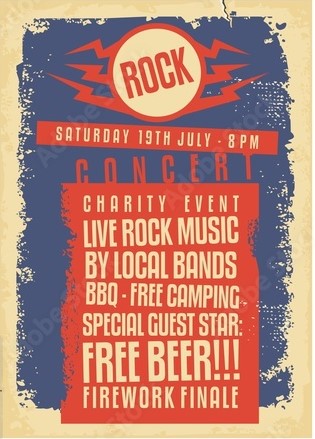 ROCK
SATURDAY 19TH JULY - 8PM
CONCERT
CHARITY EVENT
LIVE ROCK MUSIC
BY LOCAL BANDS
BBQ - FREE CAMPING
SPECIAL GUEST STAR:
FREE BEER!!!
FIREWORK FINALE